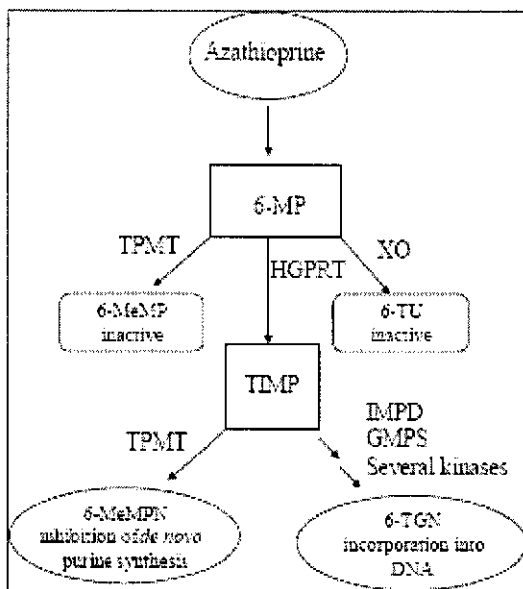 Azathioprine
6-MP
TPMT
HGPRT
XO
6-MeMP
inactive
6-TU
inactive
TIMP
TPMT
IMPD
GMPS
Several kinases
6-MeMPN
inhibition of de novo
purine synthesis
6-TGN
incorporation into
DNA